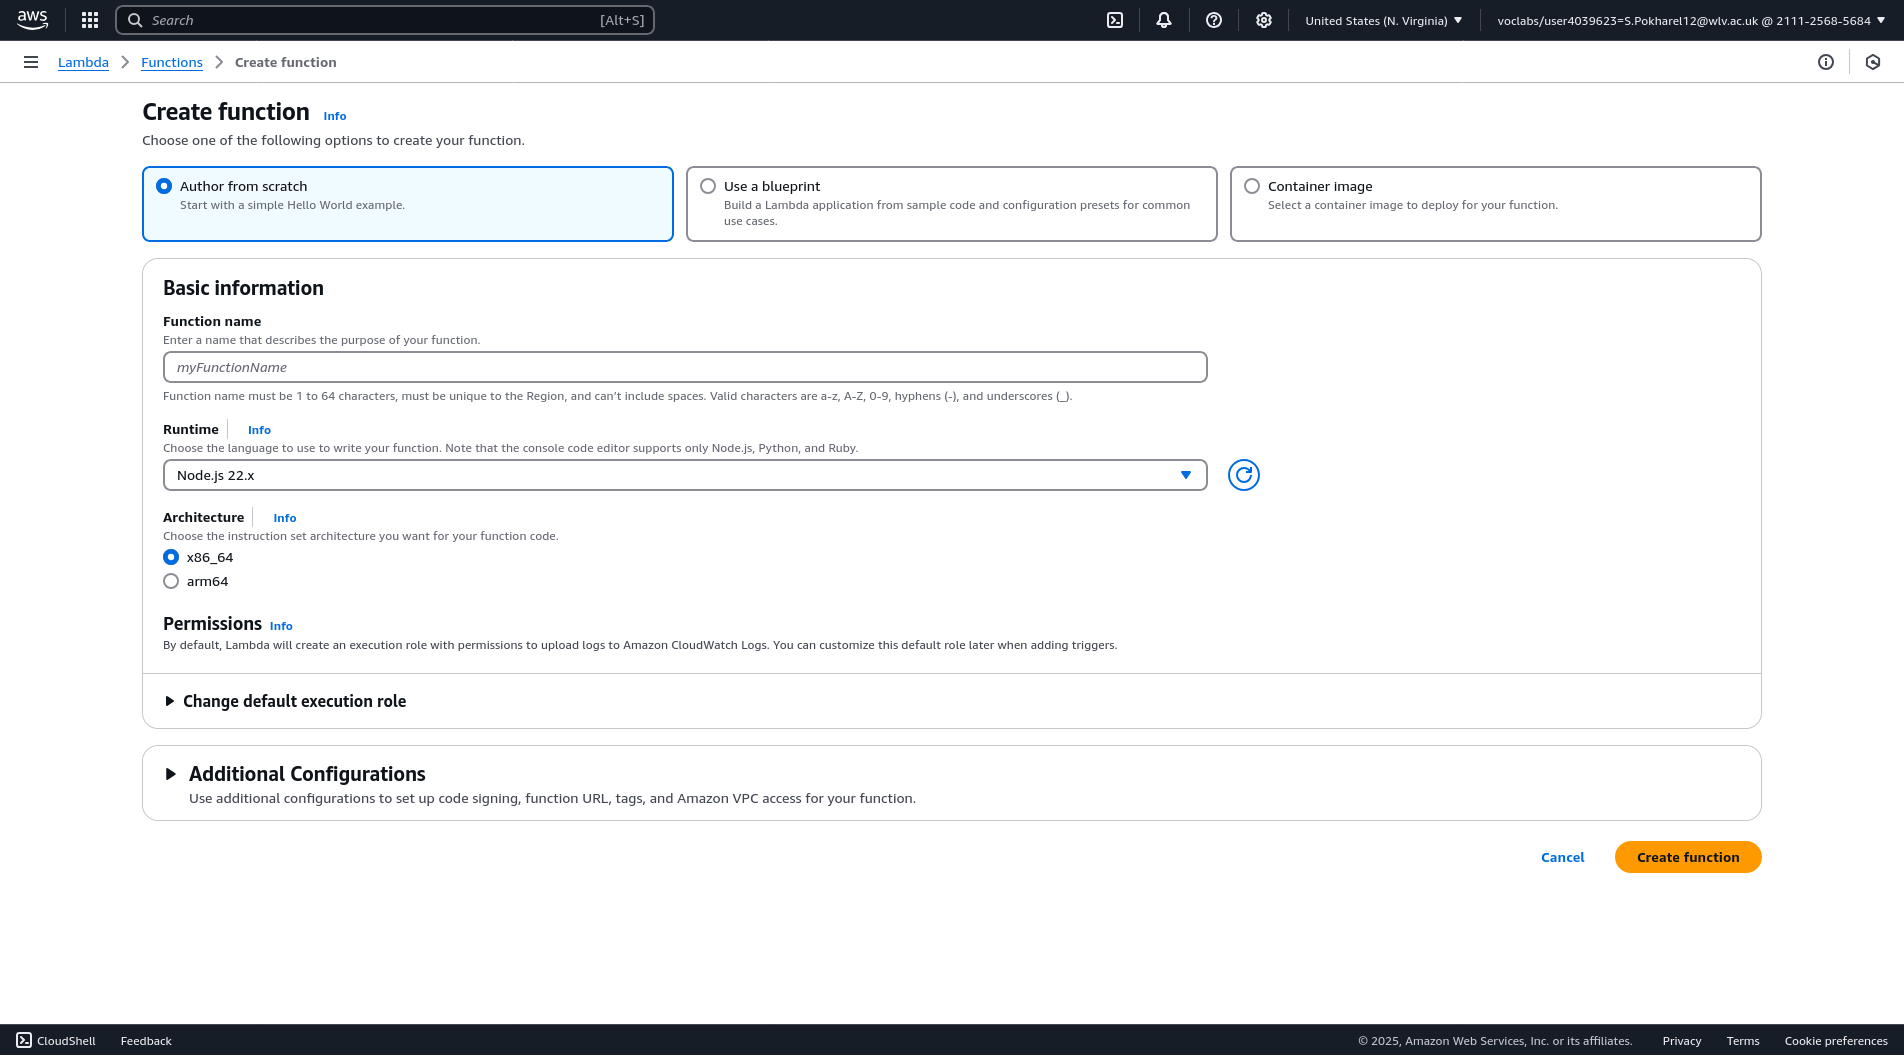 aws
Search [Alt+S]
United States (N. Virginia)
voclabs/user4039623=S.Pokharel12@wlv.ac.uk @ 2111-2568-5684
Lambda
Functions
Create function
Create function
Info
Choose one of the following options to create your function.
Author from scratch
Start with a simple Hello World example.
Use a blueprint
Build a Lambda application from sample code and configuration presets for common
use cases.
Container image
Select a container image to deploy for your function.
Basic information
Function name
Enter a name that describes the purpose of your function.
myFunctionName
Function name must be 1 to 64 characters, must be unique to the Region, and can't include spaces. Valid characters are a-z, A-Z, 0-9, hyphens (-), and underscores (_).
Runtime
Info
Choose the language to use to write your function. Note that the console code editor supports only Node.js, Python, and Ruby.
Node.js 22.x
Architecture
Info
Choose the instruction set architecture you want for your function code.
x86_64
arm64
Permissions
Info
By default, Lambda will create an execution role with permissions to upload logs to Amazon CloudWatch Logs. You can customize this default role later when adding triggers.
Change default execution role
Additional Configurations
Use additional configurations to set up code signing, function URL, tags, and Amazon VPC access for your function.
Cancel
Create function
CloudShell
Feedback
© 2025, Amazon Web Services, Inc. or its affiliates.
Privacy
Terms
Cookie preferences